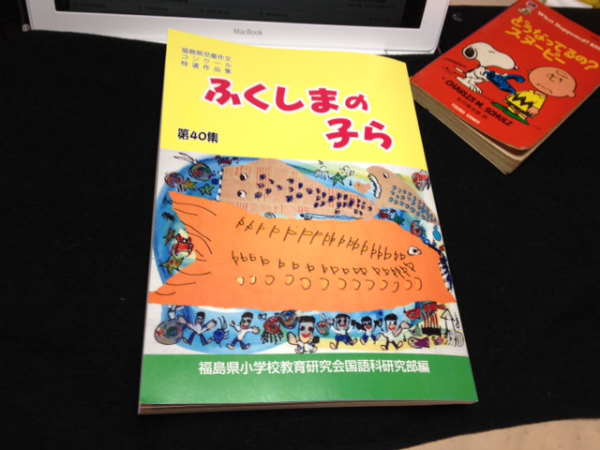 MacBook
福島県児童作文
コンクール
特選作品集
ふくしまの
子ら
第40集
福島県小学校教育研究会国語科研究部編
What Happened?
どうなってるの?
スヌーピー
CHARLES M. SCHULZ